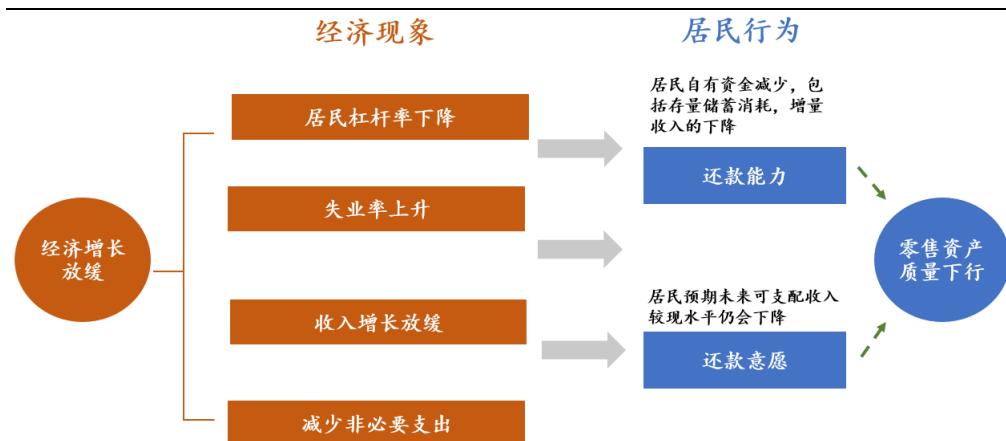 经济现象
居民行为
经济增长
放缓
居民杠杆率下降
失业率上升
收入增长放缓
减少非必要支出
居民自有资金减少，包
括存量储蓄消耗，增量
收入的下降
还款能力
居民预期未来可支配收入
较现水平仍会下降
还款意愿
零售资产
质量下行